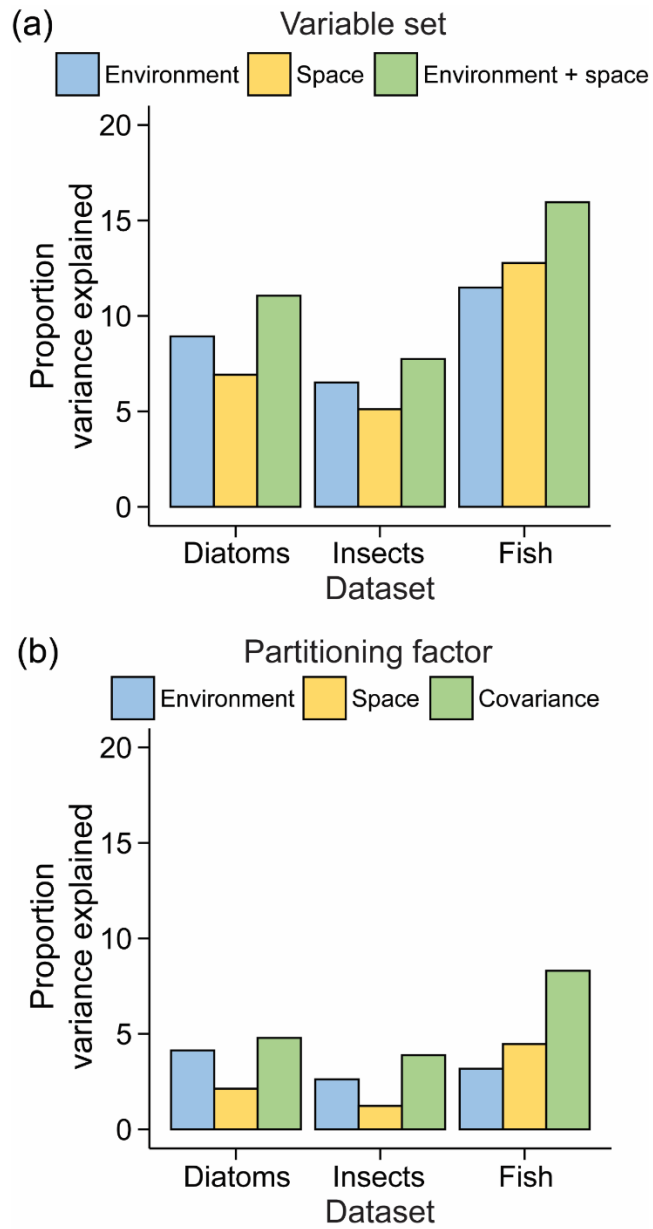 (a)
Variable set
Environment Space Environment + space
Proportion
variance explained
20
15
10
5
0
Diatoms Insects Fish
Dataset
(b)
Partitioning factor
Environment Space Covariance
Proportion
variance explained
20
15
10
5
0
Diatoms Insects Fish
Dataset